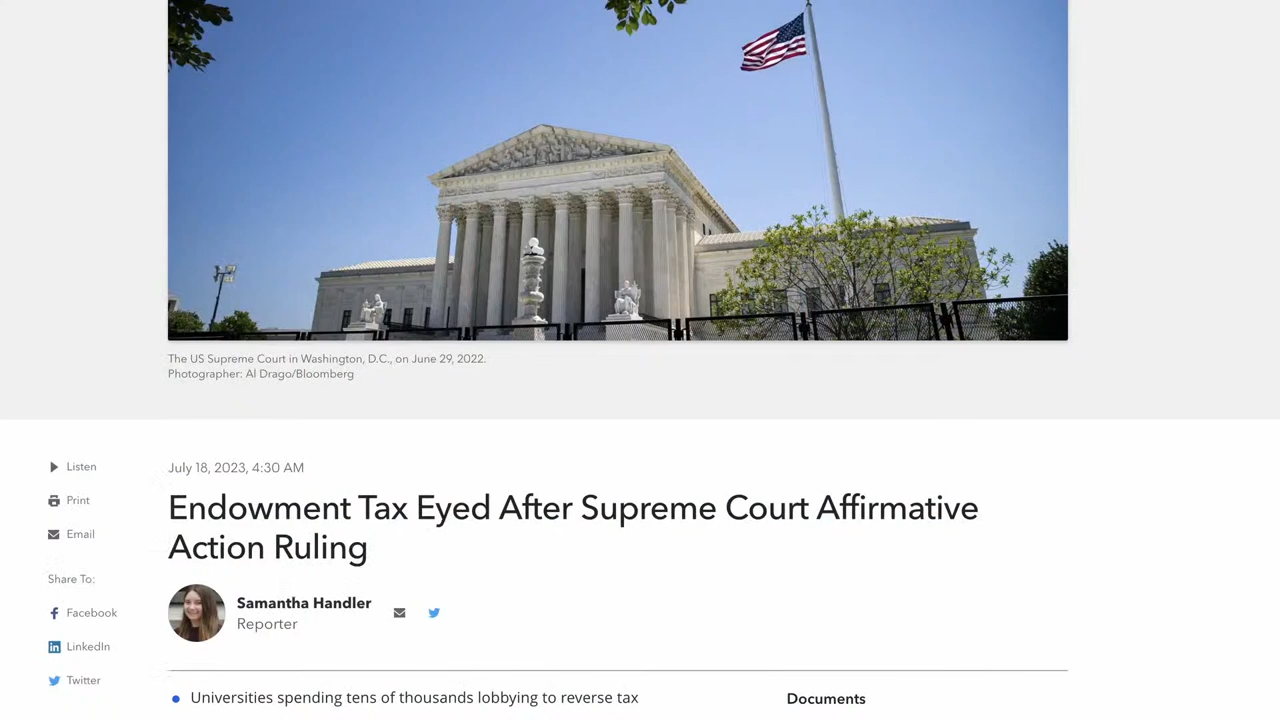 The US Supreme Court in Washington, D.C., on June 29, 2022.
Photographer: Al Drago/Bloomberg
Listen
Print
Email
Share To:
Facebook
LinkedIn
Twitter
July 18, 2023, 4:30 AM
Endowment Tax Eyed After Supreme Court Affirmative
Action Ruling
Samantha Handler
Reporter
Universities spending tens of thousands lobbying to reverse tax
Documents